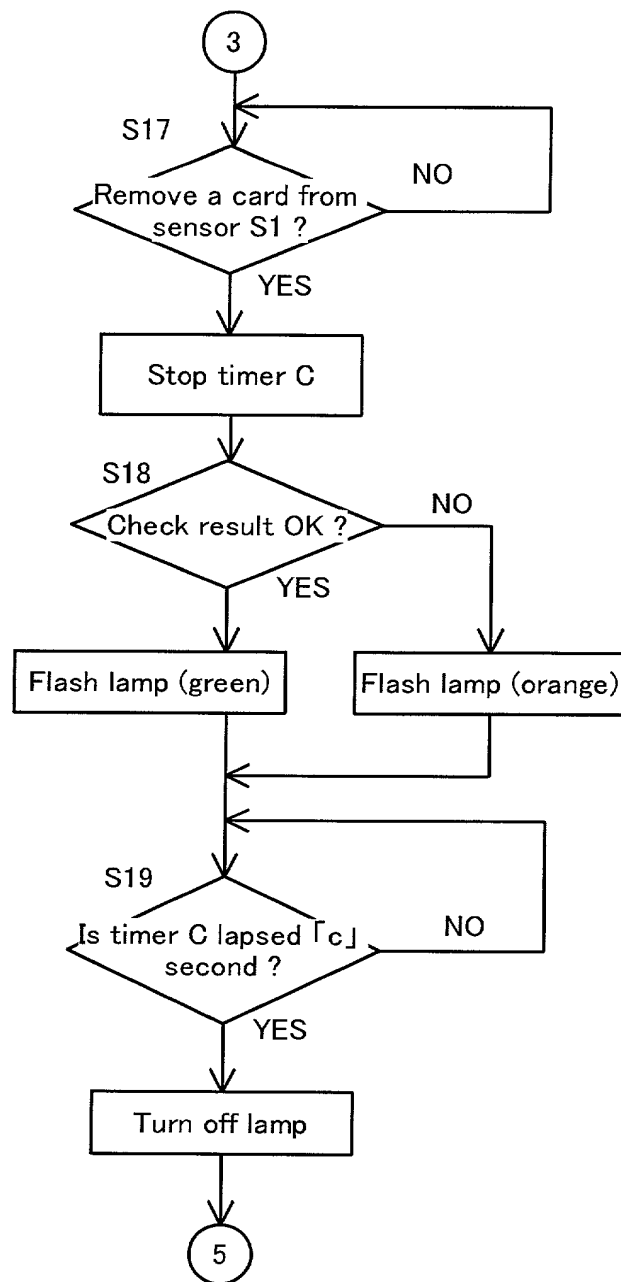 3
S17
Remove a card from
sensor S1 ?
NO
YES
Stop timer C
S18
Check result OK ?
NO
YES
Flash lamp (green)
Flash lamp (orange)
S19
Is timer C lapsed「c」
second ?
NO
YES
Turn off lamp
5